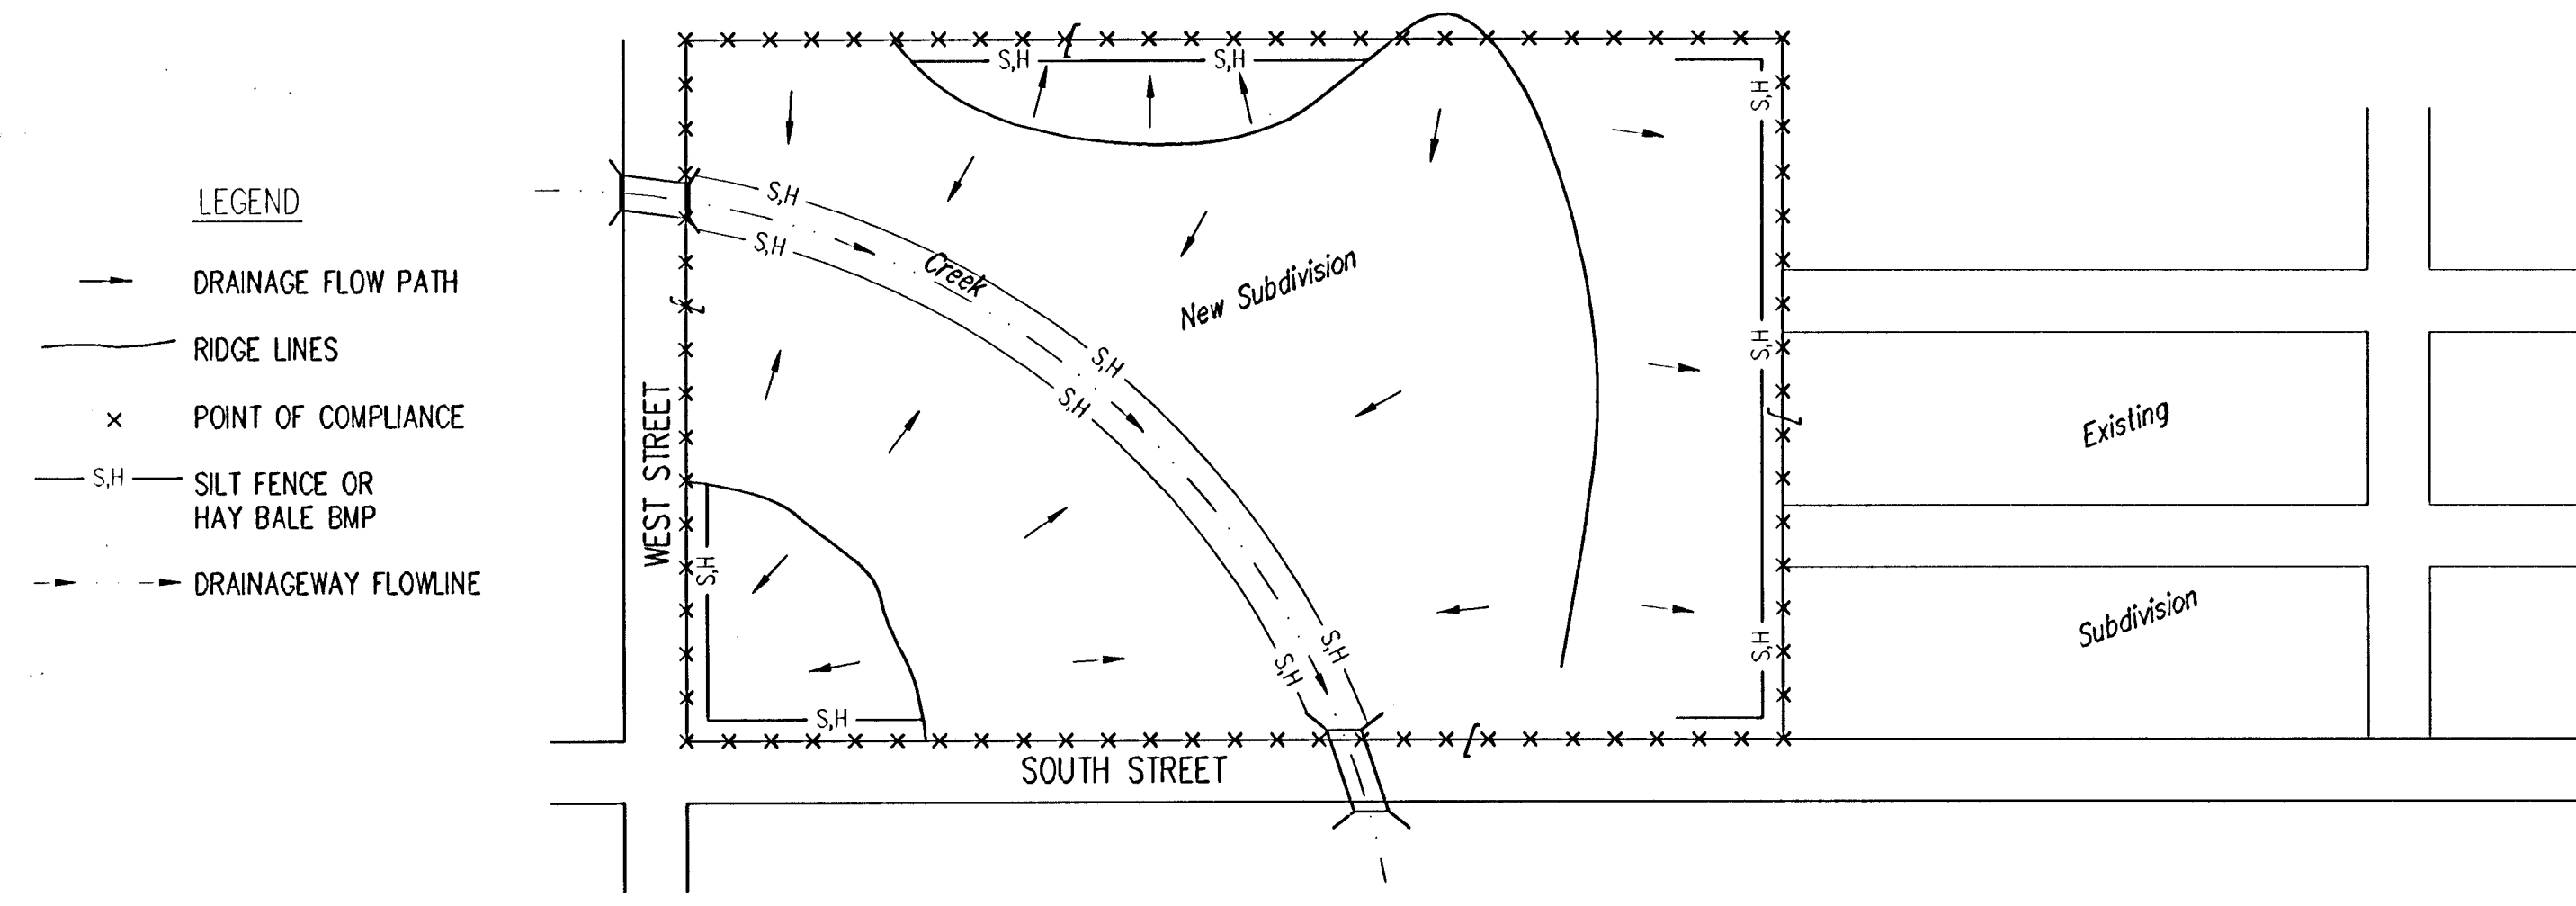 LEGEND
DRAINAGE FLOW PATH
RIDGE LINES
× POINT OF COMPLIANCE
S,H SILT FENCE OR
HAY BALE BMP
DRAINAGEWAY FLOWLINE
S,H
S,H
S,H
S,H
S,H
Creek
New Subdivision
S,H
S,H
S,H
WEST STREET
S,H
S,H
S,H
S,H
S,H
S,H
SOUTH STREET
Existing
Subdivision